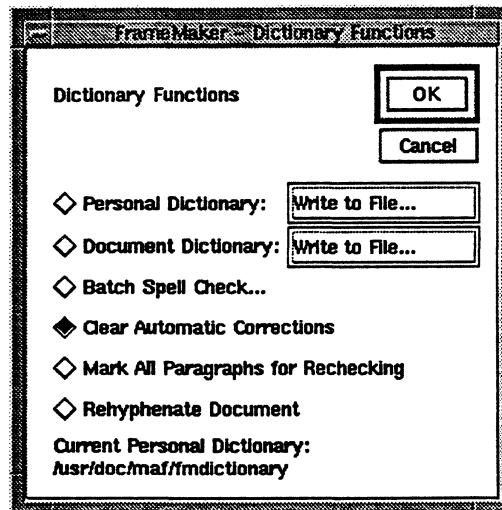 FrameMaker - Dictionary Functions
Dictionary Functions
OK
Cancel
Personal Dictionary: Write to File...
Document Dictionary: Write to File...
Batch Spell Check...
Clear Automatic Corrections
Mark All Paragraphs for Rechecking
Rehyphenate Document
Current Personal Dictionary:
/usr/doc/maf/fmdictionary